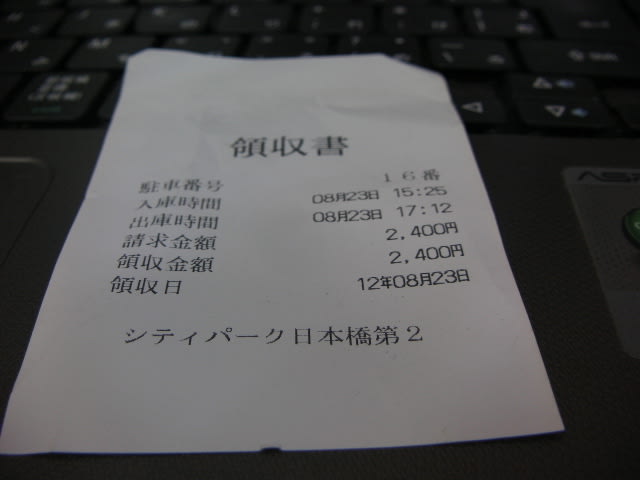 領収書
駐車番号 16番
入庫時間 08月23日 15:25
出庫時間 08月23日 17:12
請求金額 2,400円
領収金額 2,400円
領収日 12年08月23日
シティパーク日本橋第2